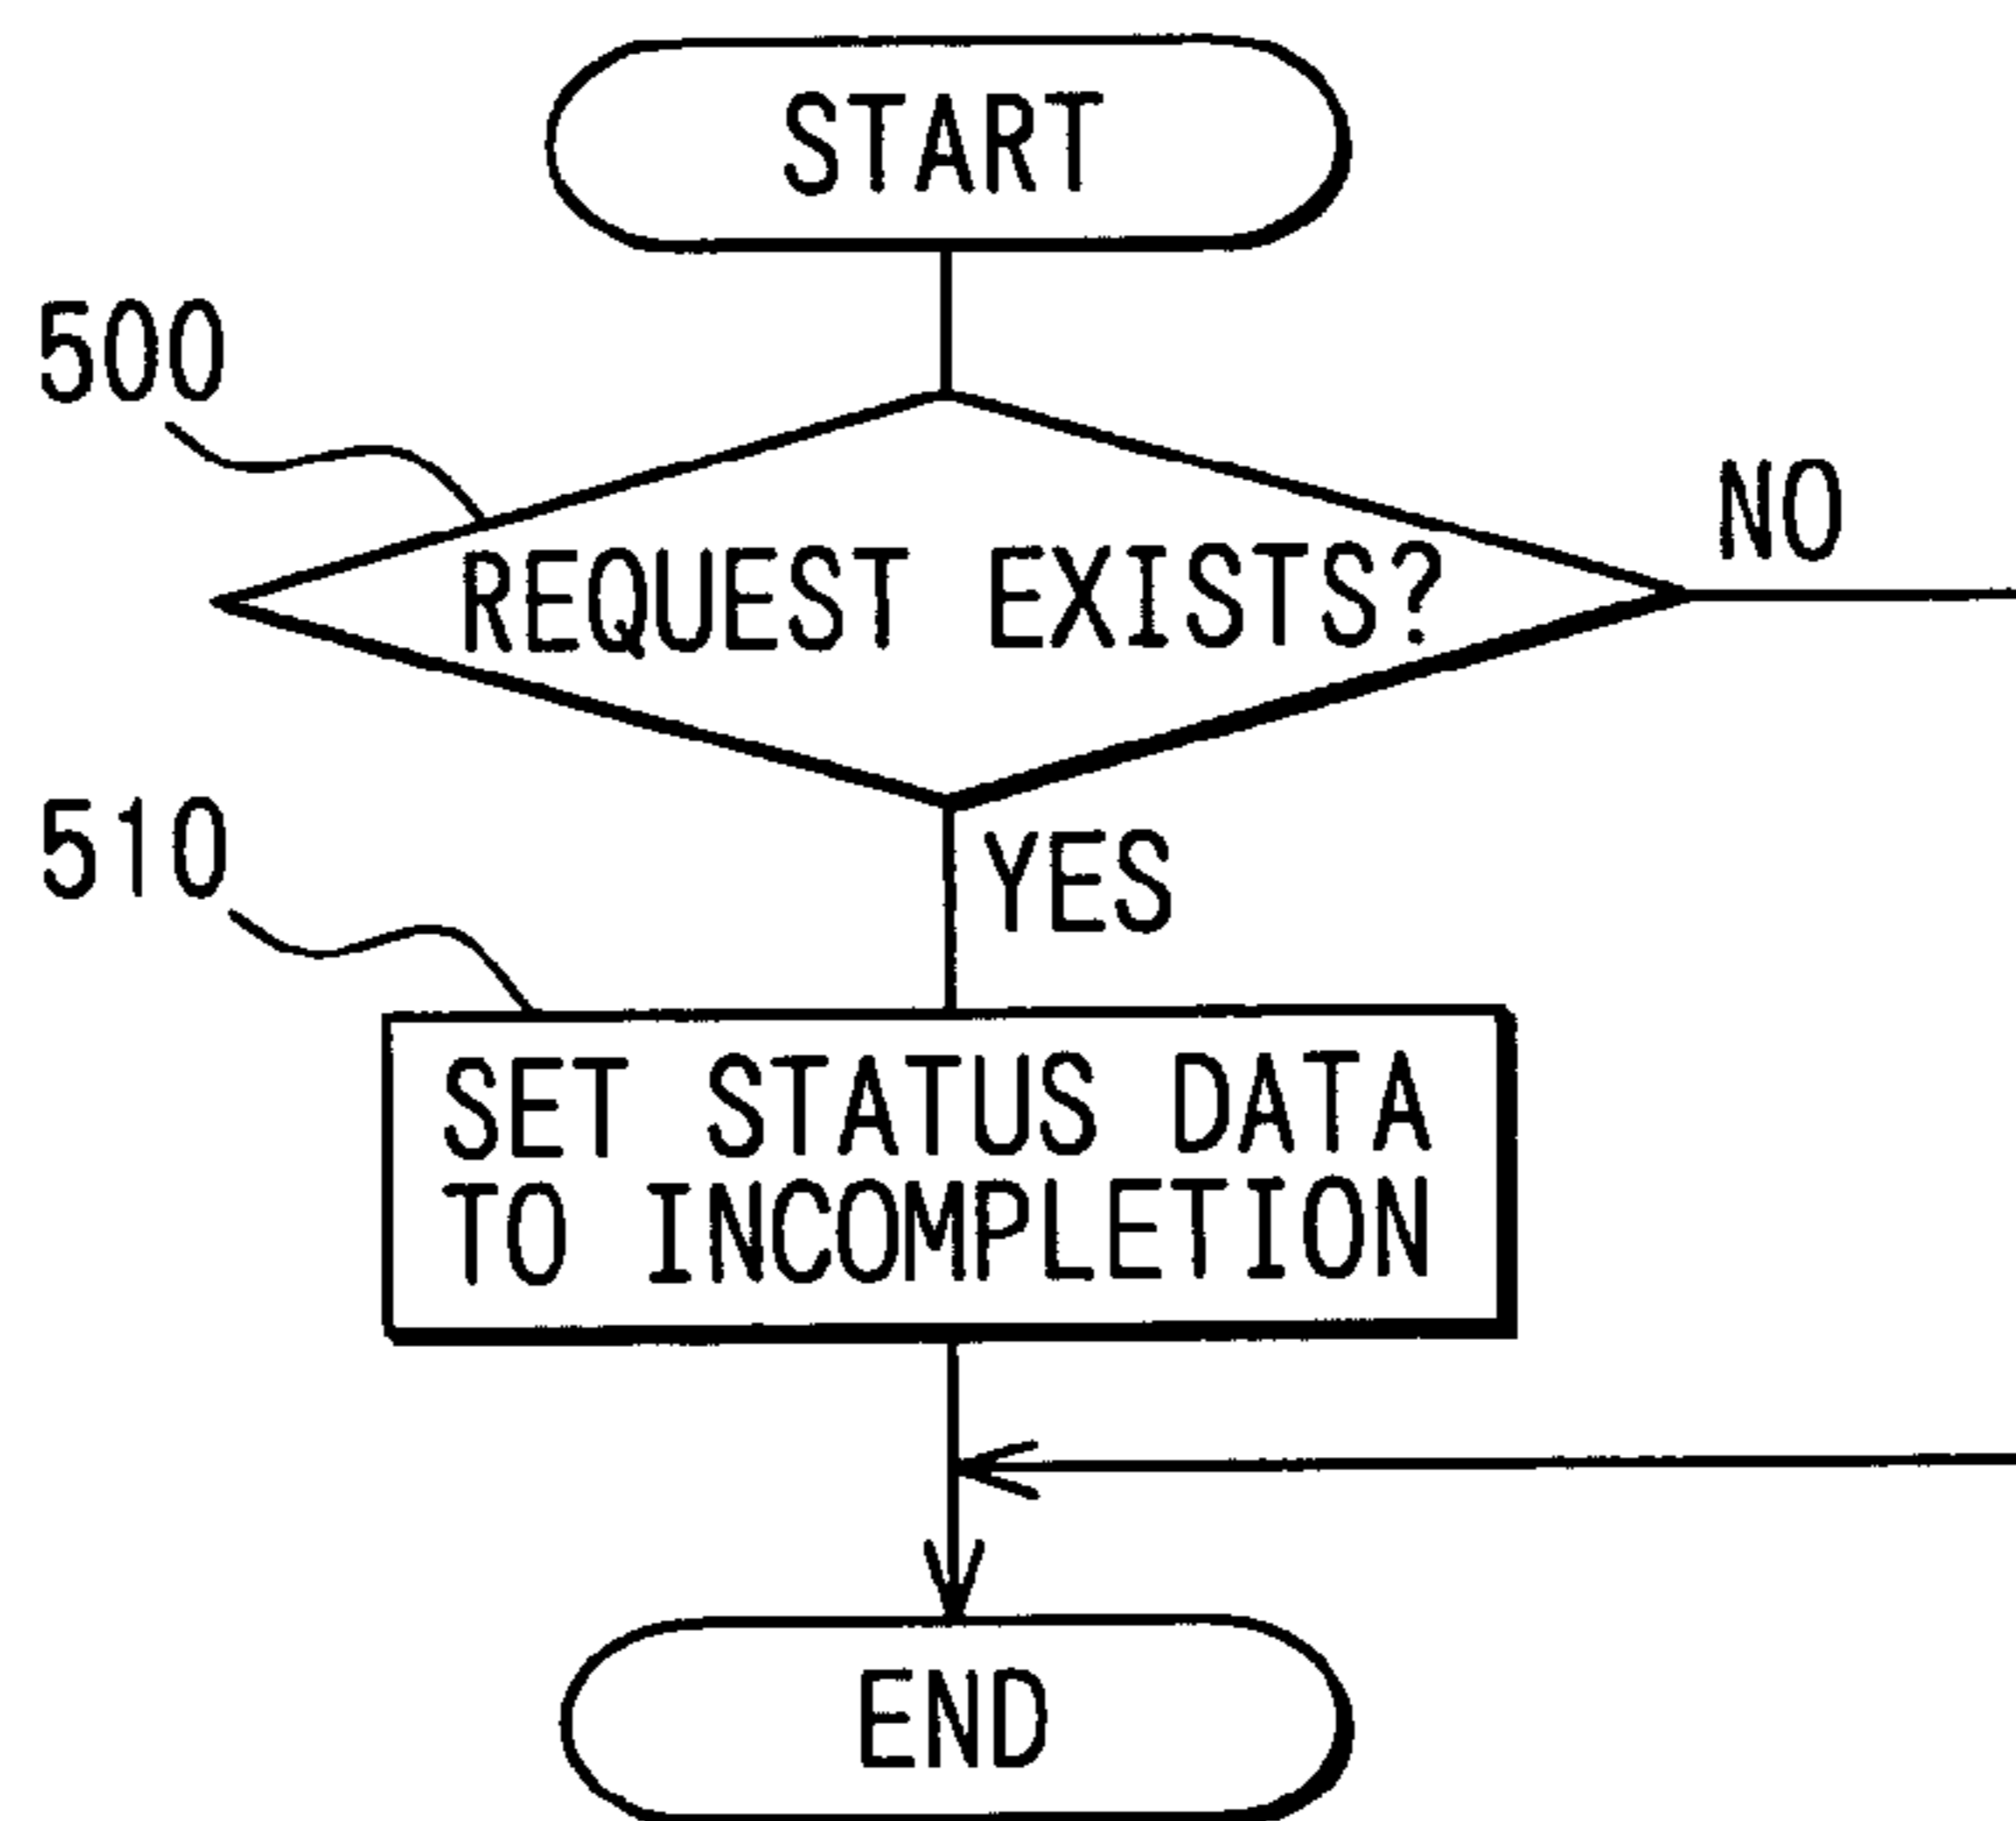 START
500
REQUEST EXISTS?
NO
510
YES
SET STATUS DATA
TO INCOMPLETION
END